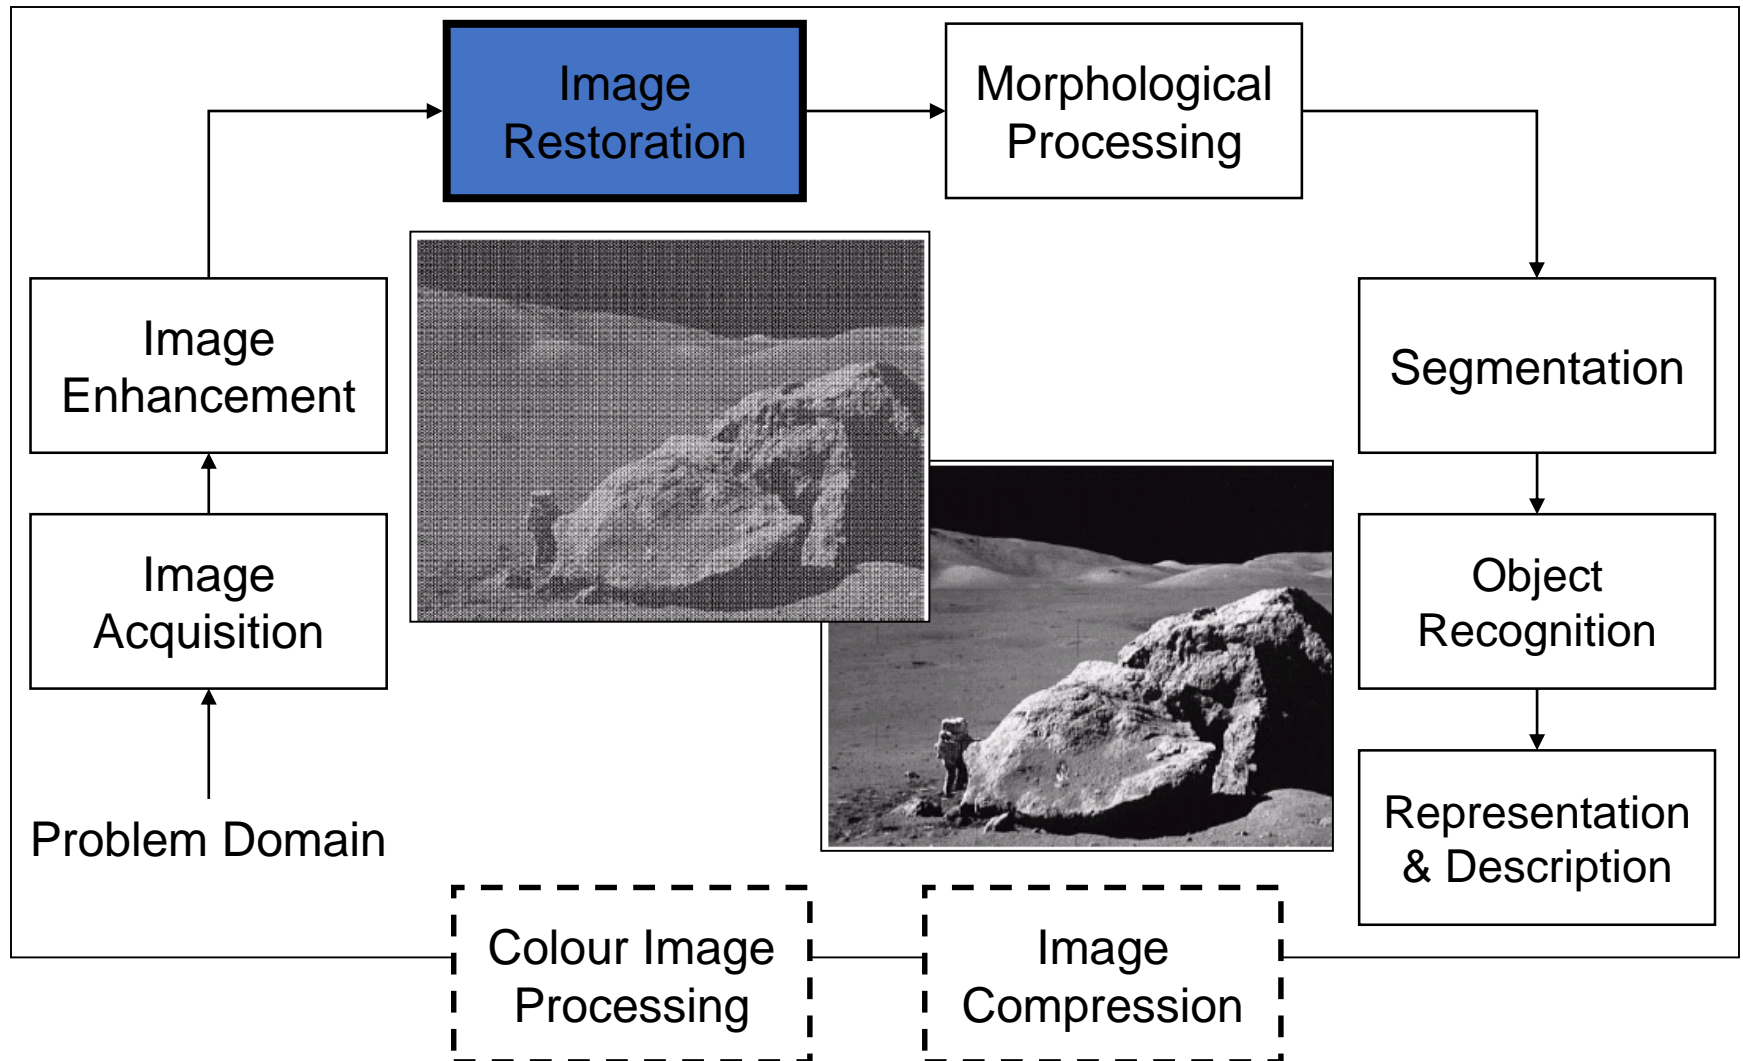 Image
Restoration
Morphological
Processing
Image
Enhancement
Segmentation
Image
Acquisition
Object
Recognition
Problem Domain
Representation
& Description
Colour Image
Processing
Image
Compression